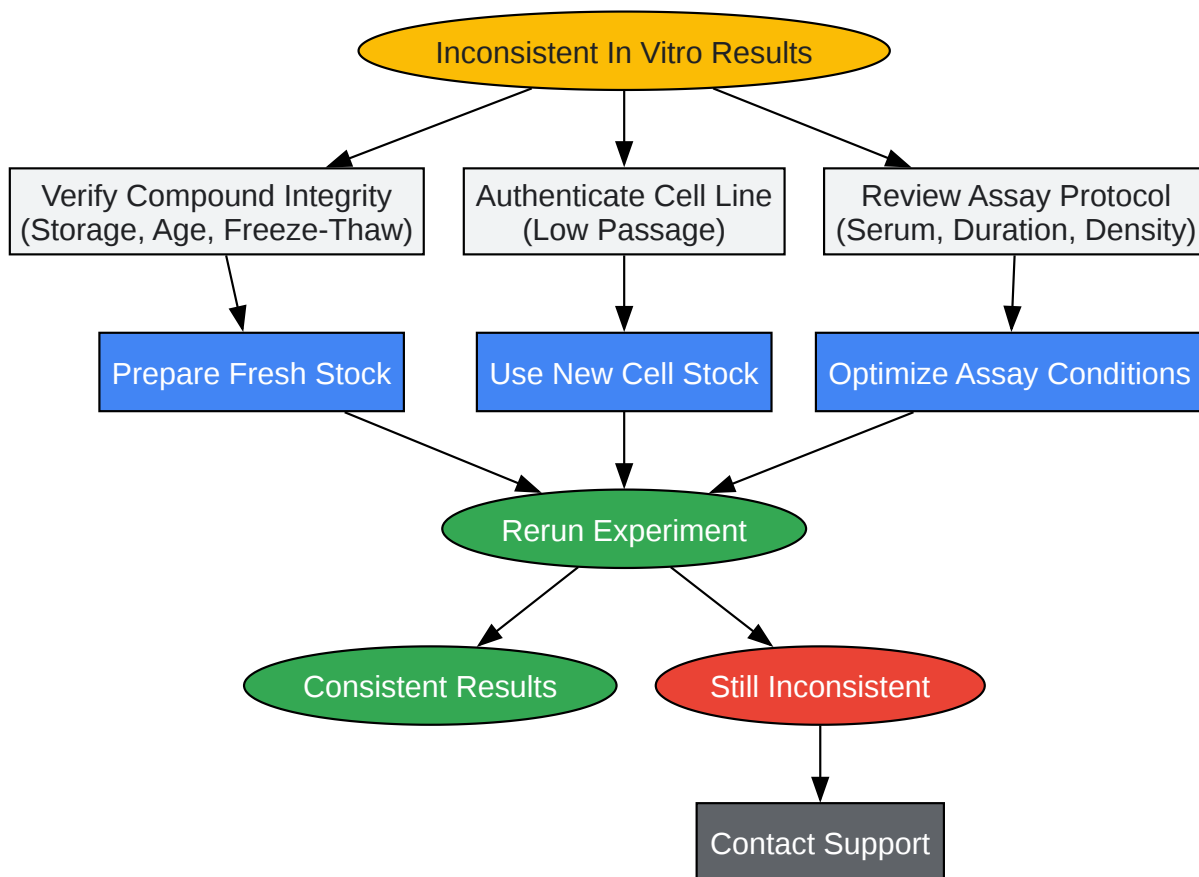 Inconsistent In Vitro Results
Verify Compound Integrity
(Storage, Age, Freeze-Thaw)
Authenticate Cell Line
(Low Passage)
Review Assay Protocol
(Serum, Duration, Density)
Prepare Fresh Stock
Use New Cell Stock
Optimize Assay Conditions
Rerun Experiment
Consistent Results
Still Inconsistent
Contact Support